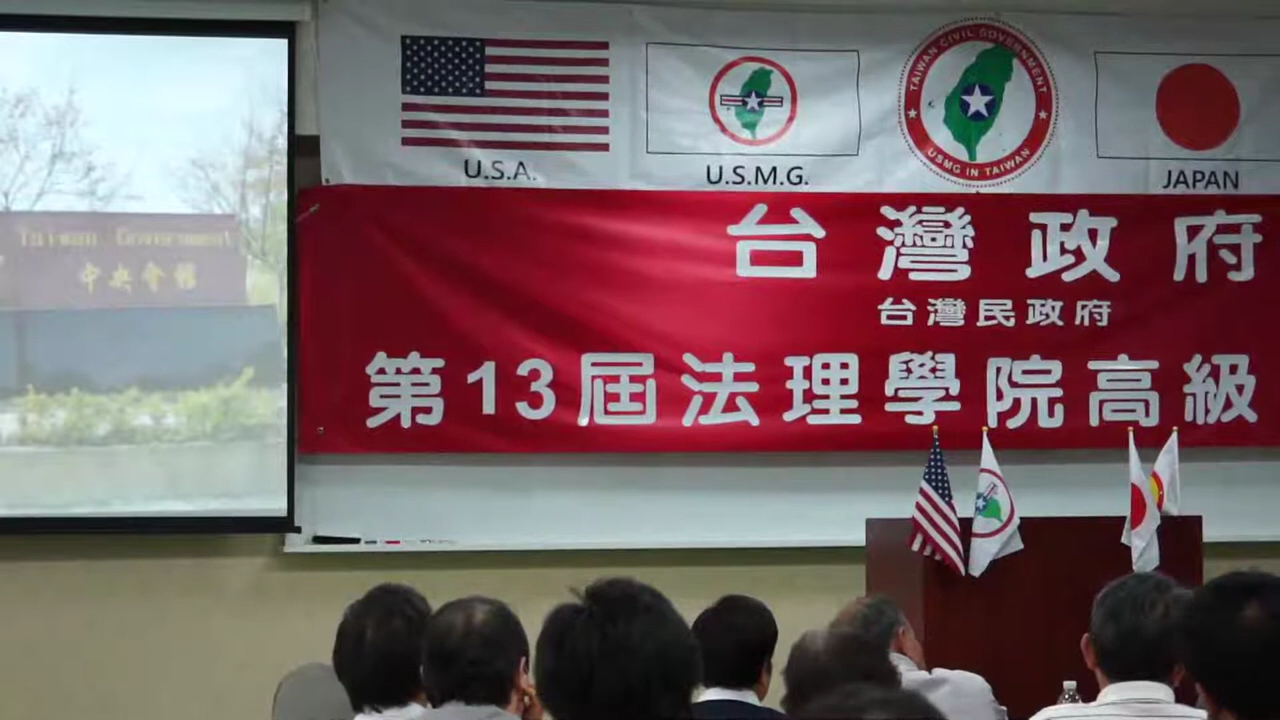 U.S.A.
U.S.M.G.
TAIWAN CIVIL GOVERNMENT
USMG IN TAIWAN
JAPAN
台灣政府
台灣民政府
第13屆法理學院高級
Taiwan Government
中央會館